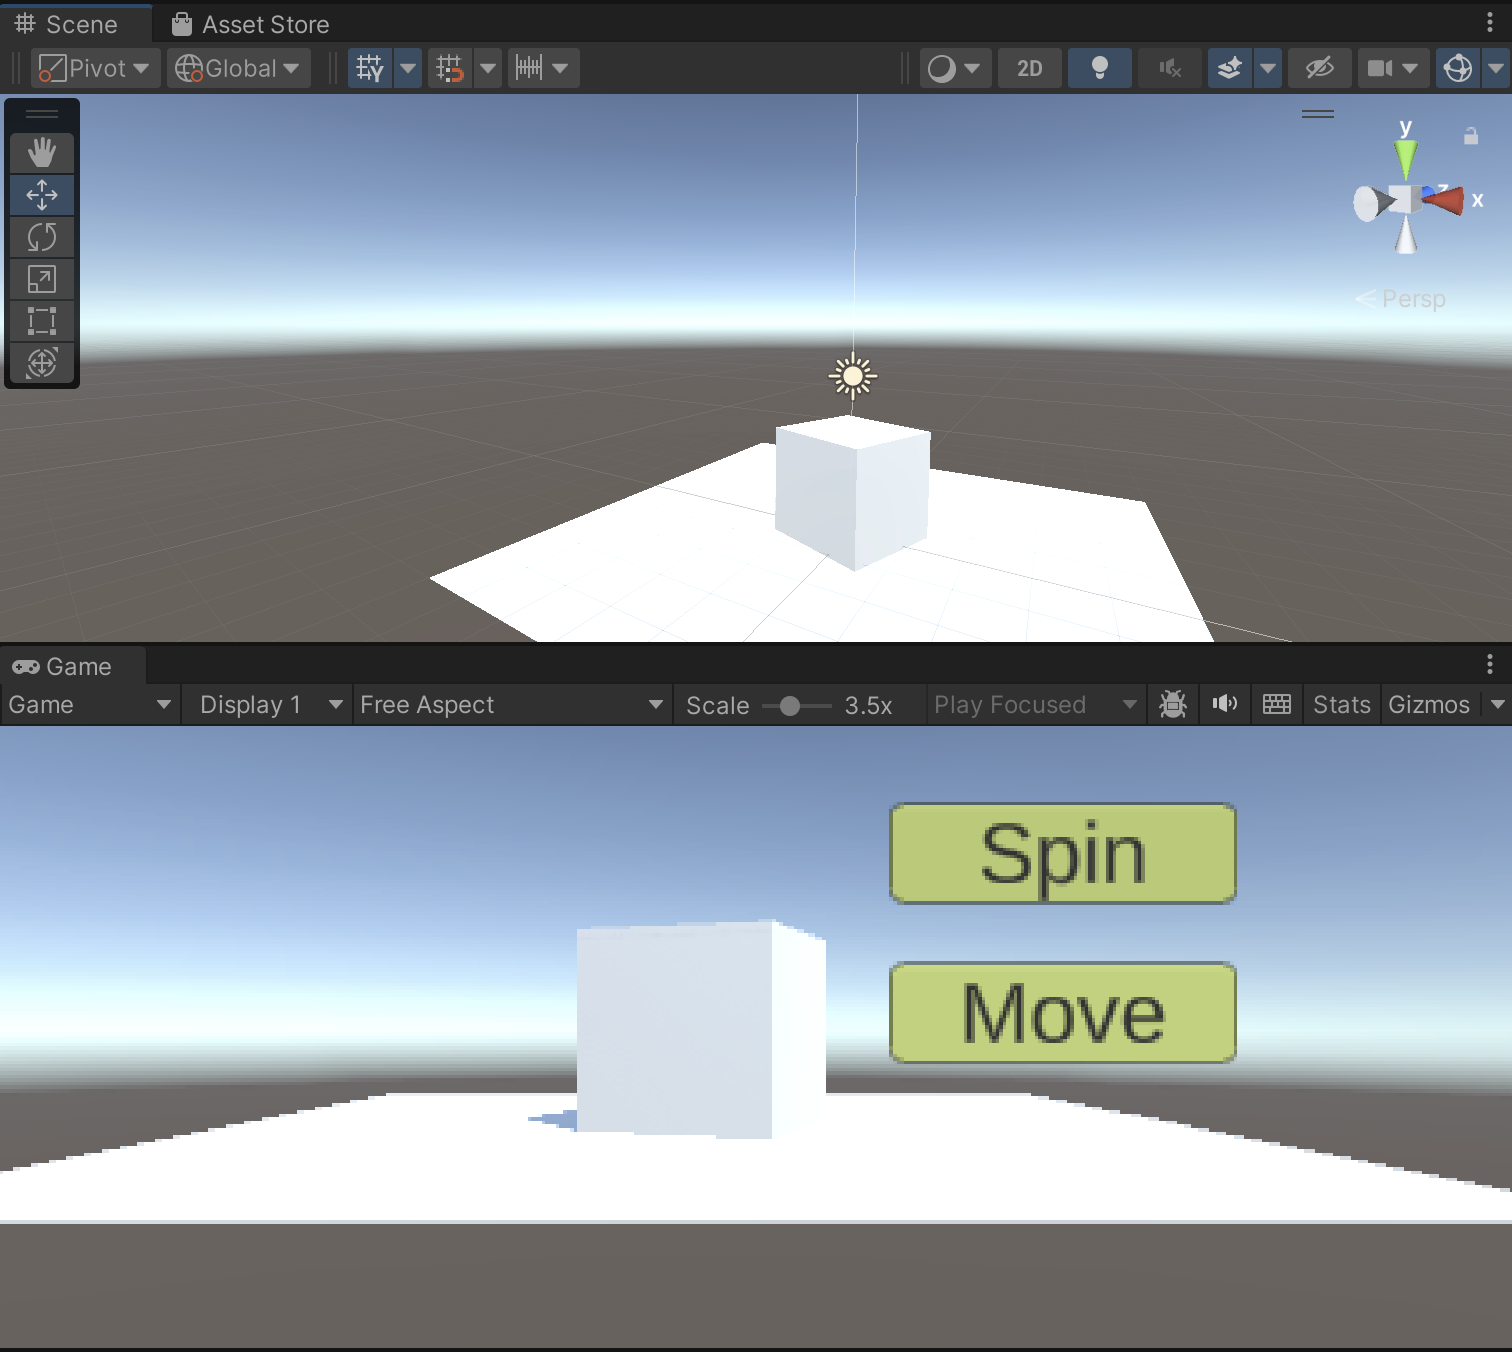 Scene Asset Store
Pivot Global 2D
y
z
x
Persp
Game
Game Display 1 Free Aspect Scale 3.5x Play Focused Stats Gizmos
Spin
Move